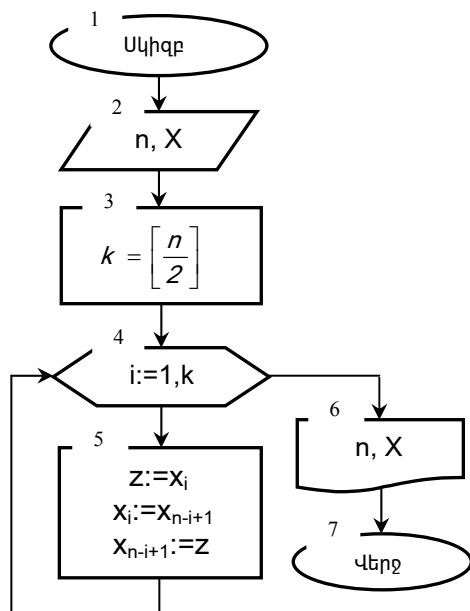 1
Սկիզբ
2
n, X
3
k = [n/2]
4
i:=1,k
5
z:=xᵢ
xᵢ:=xₙ₋ᵢ₊₁
xₙ₋ᵢ₊₁:=z
6
n, X
7
Վերջ